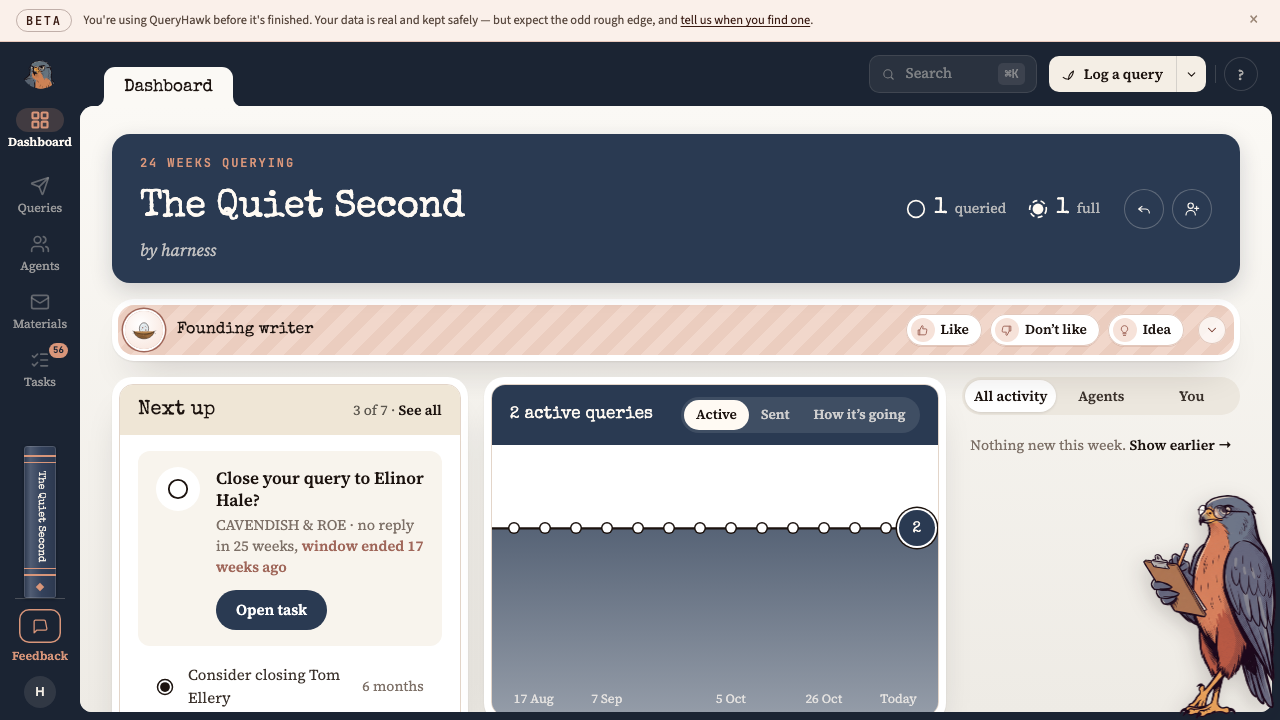 BETA
You're using QueryHawk before it's finished. Your data is real and kept safely — but expect the odd rough edge, and tell us when you find one.
×
Dashboard
Search
⌘K
Log a query
?
Dashboard
Queries
Agents
Materials
56
Tasks
The Quiet Second
Feedback
H
24 WEEKS QUERYING
The Quiet Second
by harness
1 queried
1 full
Founding writer
Like
Don't like
Idea
Next up
3 of 7 · See all
Close your query to Elinor
Hale?
CAVENDISH & ROE · no reply
in 25 weeks, window ended 17
weeks ago
Open task
Consider closing Tom
Ellery
6 months
2 active queries
Active
Sent
How it's going
2
17 Aug
7 Sep
5 Oct
26 Oct
Today
All activity
Agents
You
Nothing new this week. Show earlier →